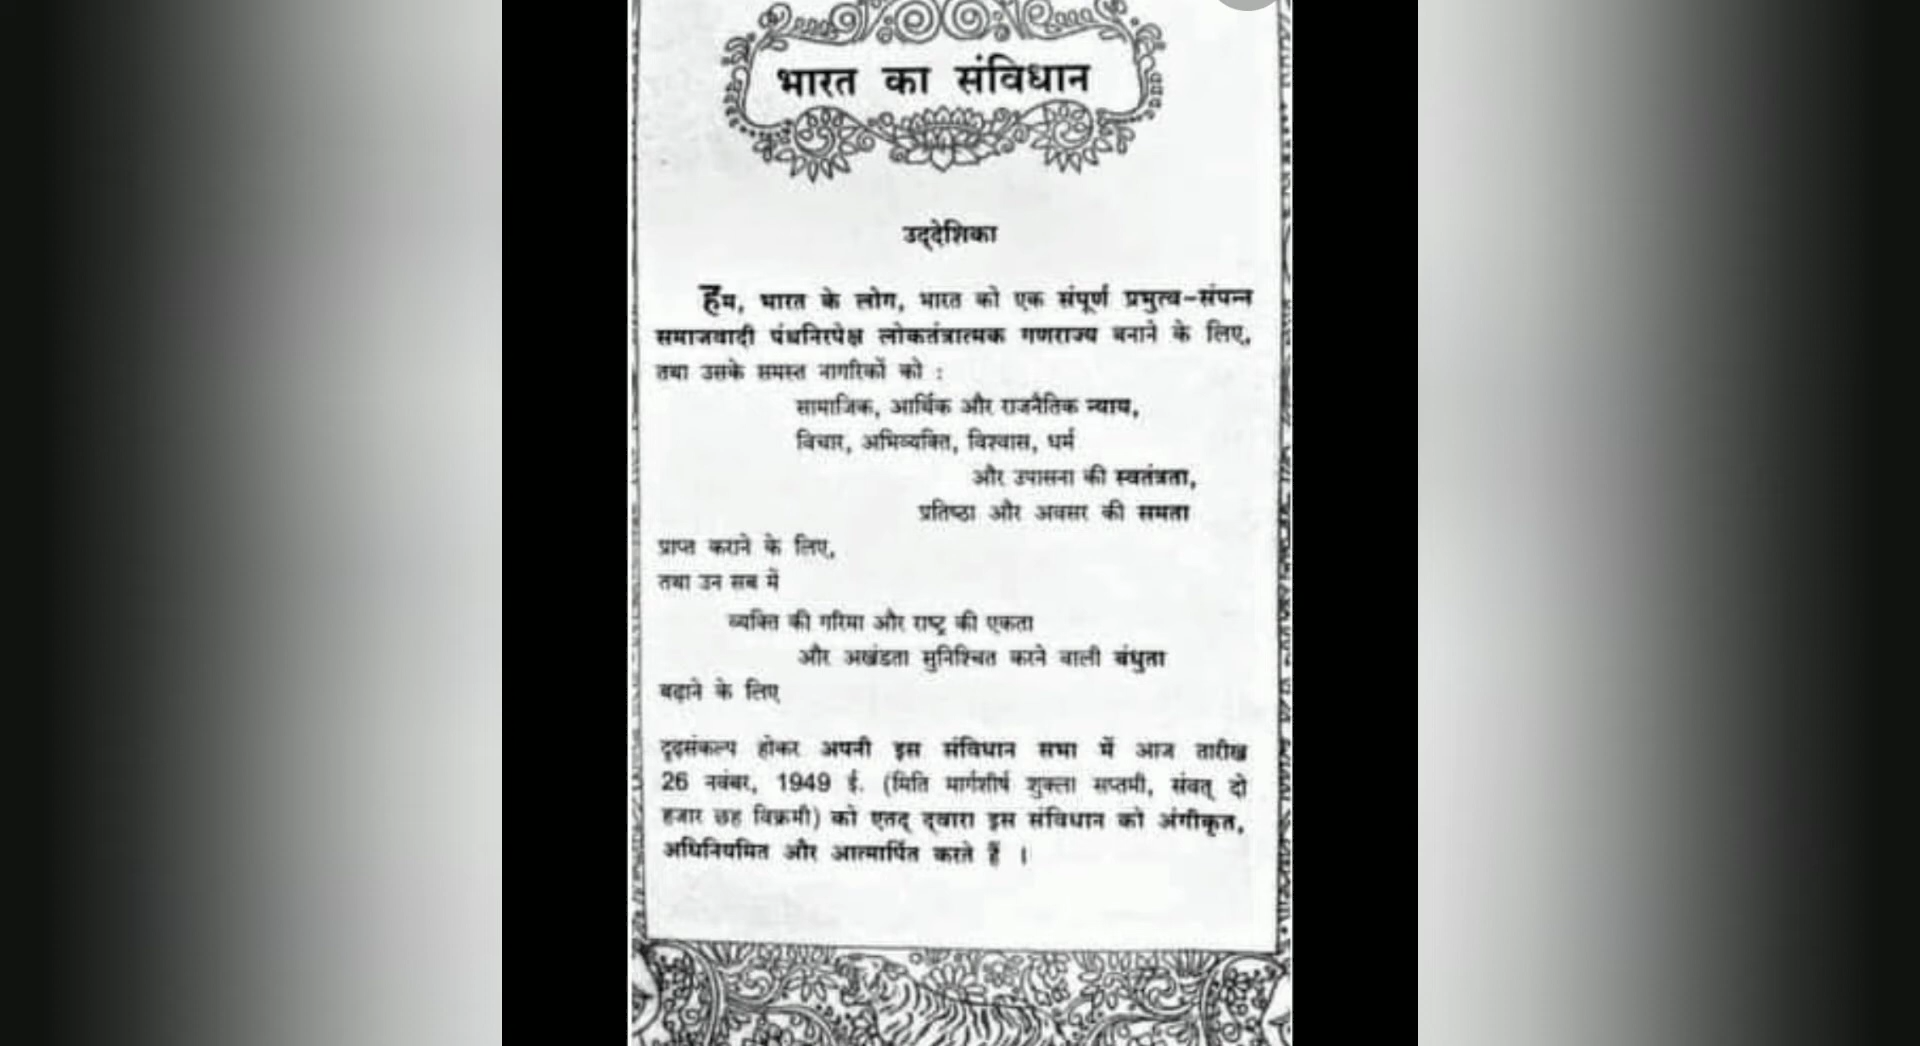 भारत का संविधान
उद्देशिका
हम, भारत के लोग, भारत को एक संपूर्ण प्रभुत्व-संपन्न
समाजवादी पंथनिरपेक्ष लोकतंत्रात्मक गणराज्य बनाने के लिए,
तथा उसके समस्त नागरिकों को :
सामाजिक, आर्थिक और राजनैतिक न्याय,
विचार, अभिव्यक्ति, विश्वास, धर्म
और उपासना की स्वतंत्रता,
प्रतिष्ठा और अवसर की समता
प्राप्त कराने के लिए,
तथा उन सब में
व्यक्ति की गरिमा और राष्ट्र की एकता
और अखंडता सुनिश्चित करने वाली बंधुता
बढ़ाने के लिए
दृढ़संकल्प होकर अपनी इस संविधान सभा में आज तारीख
26 नवंबर, 1949 ई. (मिति मार्गशीर्ष शुक्ला सप्तमी, संवत् दो
हजार छह विक्रमी) को एतद् द्वारा इस संविधान को अंगीकृत,
अधिनियमित और आत्मार्पित करते हैं ।